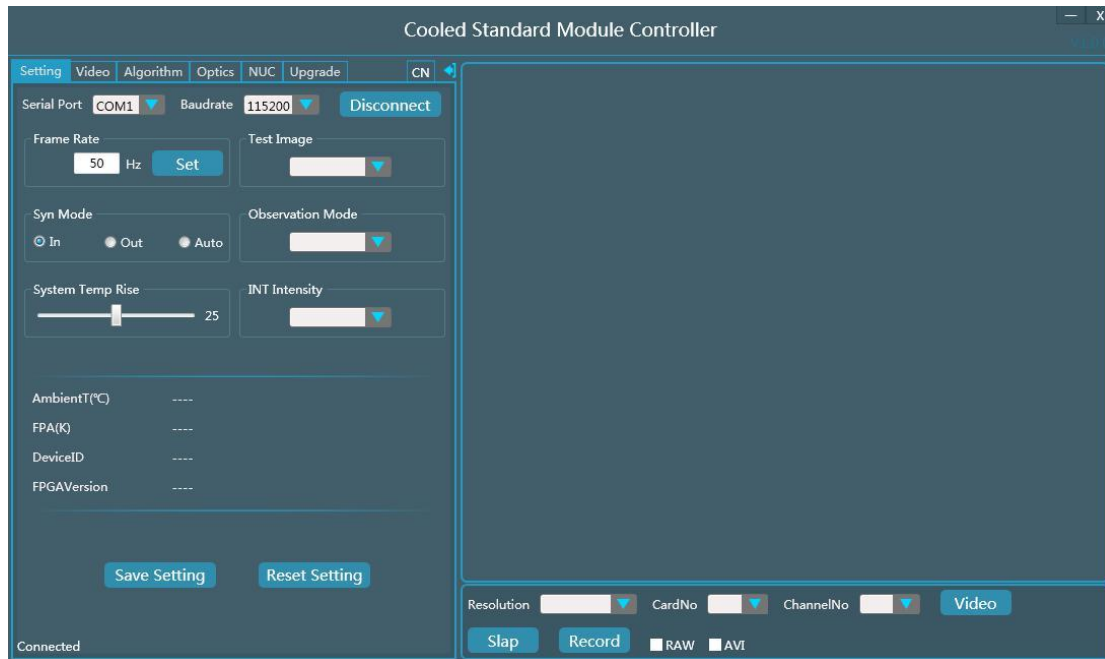 Cooled Standard Module Controller
— X
Setting Video Algorithm Optics NUC Upgrade CN
Serial Port COM1 Baudrate 115200 Disconnect
Frame Rate Test Image
50 Hz Set
Syn Mode Observation Mode
In Out Auto
System Temp Rise INT Intensity
25
AmbientT(℃) ----
FPA(K) ----
DeviceID ----
FPGAVersion ----
Save Setting Reset Setting
Resolution CardNo ChannelNo Video
Slap Record RAW AVI
Connected